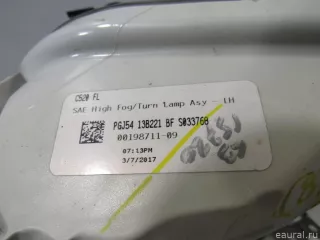 C520 FL
SAE High Fog/Turn Lamp Asy - LH
PGJ54 13B221 BF S033760
00198711-09
07:13PM
3/7/2017
© eaural.ru